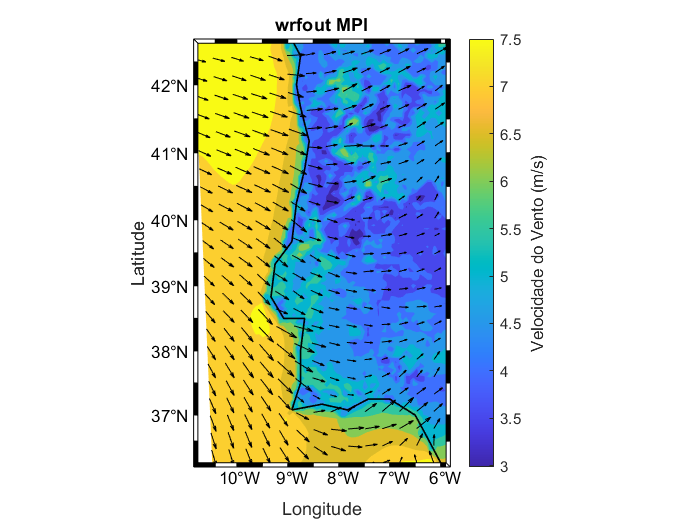 wrfout MPI
42°N
41°N
40°N
39°N
38°N
37°N
Latitude
10°W
9°W
8°W
7°W
6°W
Longitude
7.5
7
6.5
6
5.5
5
4.5
4
3.5
3
Velocidade do Vento (m/s)